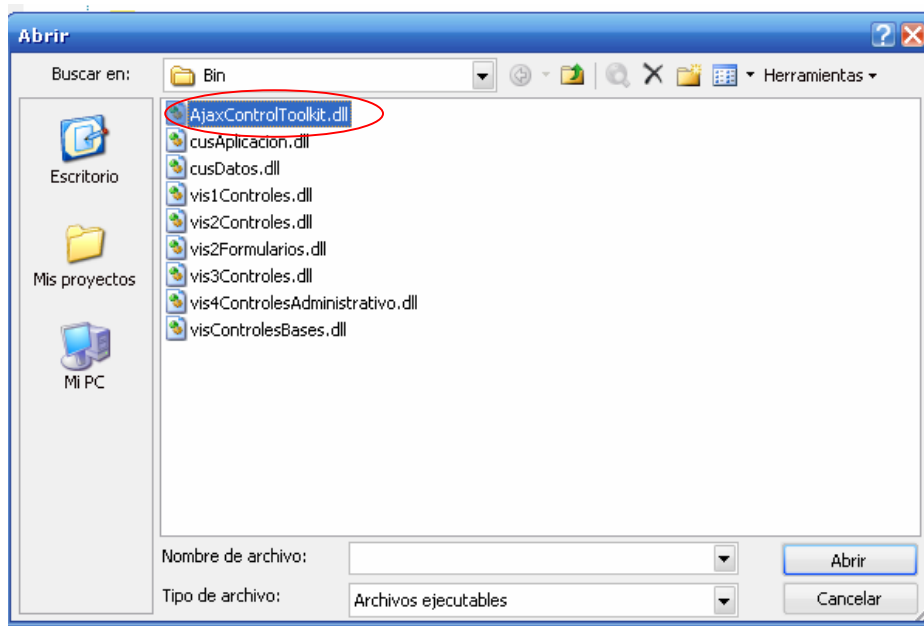 Abrir
Buscar en: Bin Herramientas
AjaxControlToolkit.dll
cusAplicacion.dll
cusDatos.dll
vis1Controles.dll
vis2Controles.dll
vis2Formularios.dll
vis3Controles.dll
vis4ControlesAdministrativo.dll
visControlesBases.dll
Escritorio
Mis proyectos
Mi PC
Nombre de archivo: Abrir
Tipo de archivo: Archivos ejecutables Cancelar